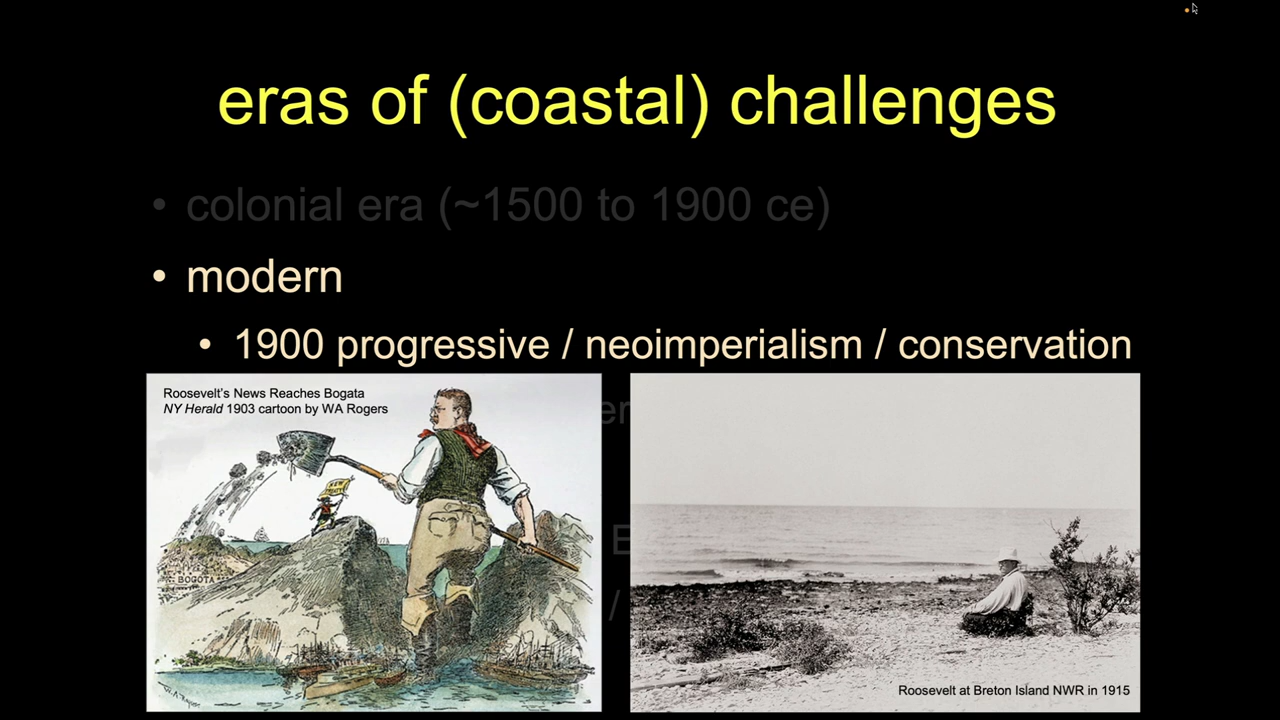 eras of (coastal) challenges
• colonial era (~1500 to 1900 ce)
• modern
• 1900 progressive / neoimperialism / conservation
Roosevelt's News Reaches Bogata
NY Herald 1903 cartoon by WA Rogers
BOGOTA
Roosevelt at Breton Island NWR in 1915